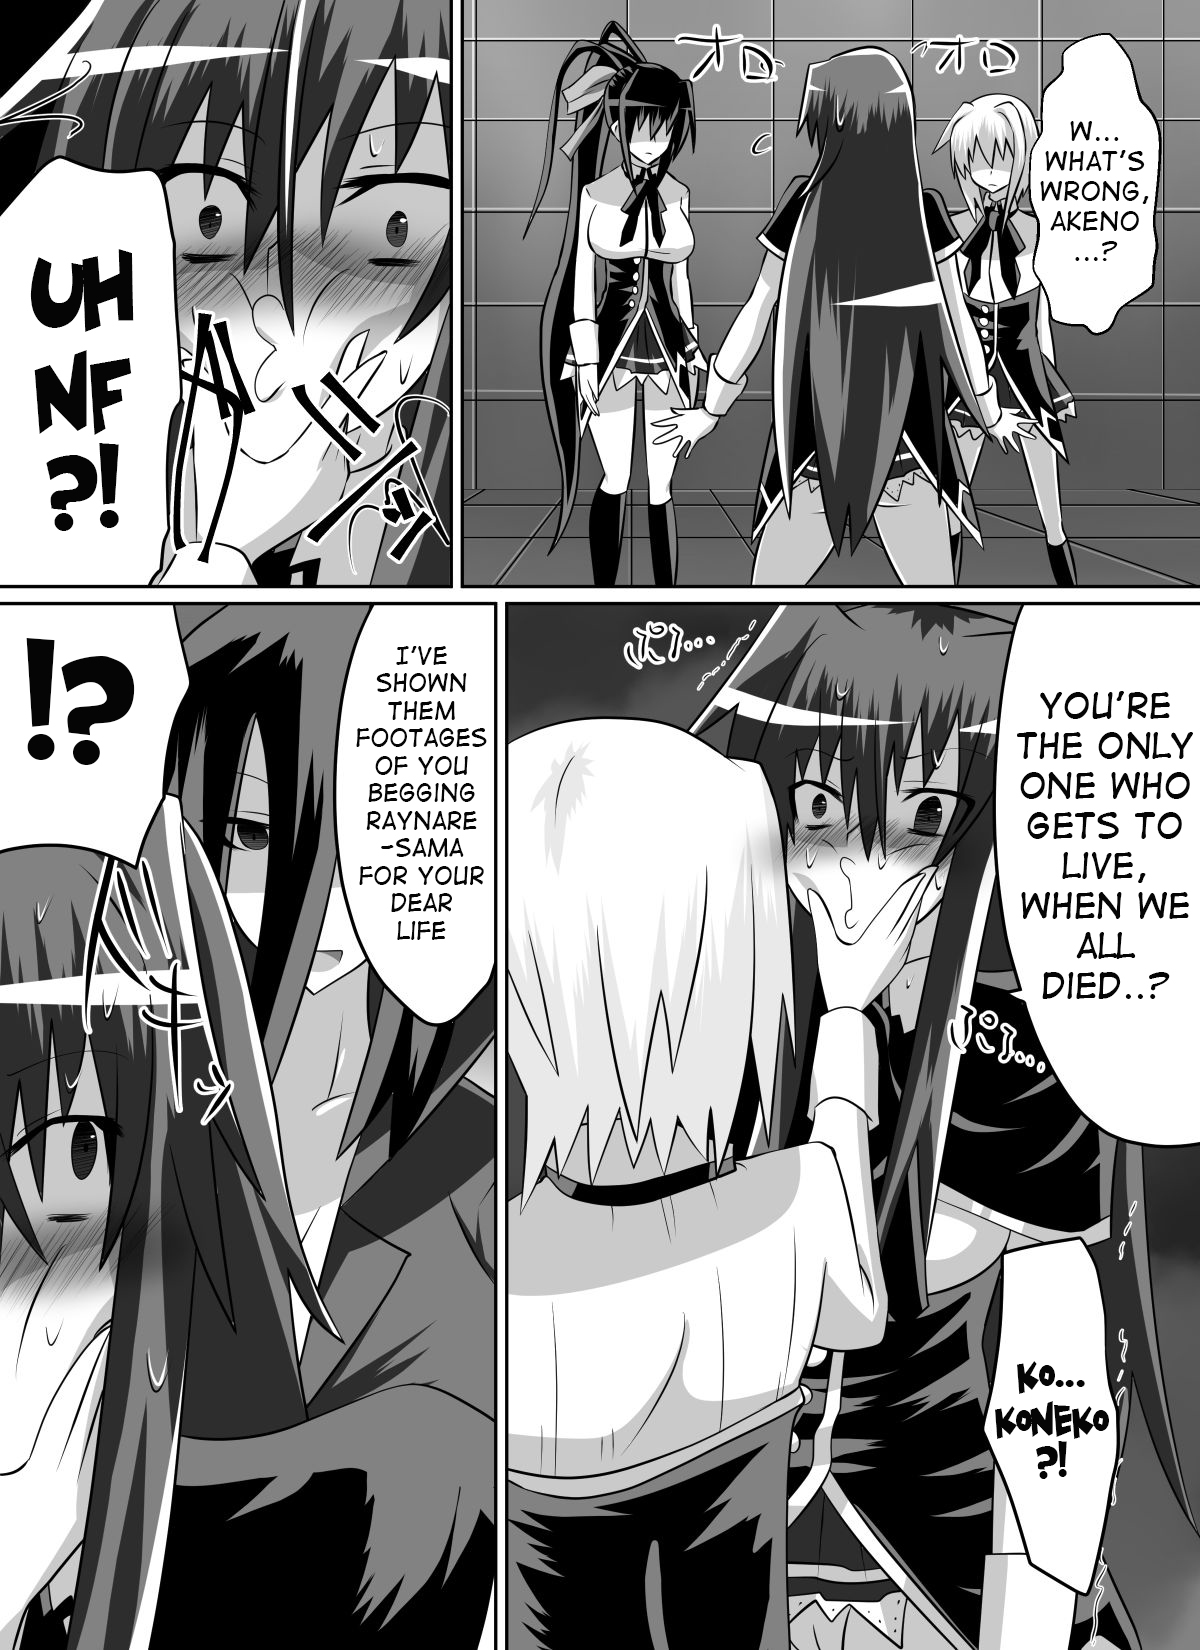 オロ
オロ
W...
WHAT'S
WRONG,
AKENO
...?
UH
NF
?!
YOU'RE
THE ONLY
ONE WHO
GETS TO
LIVE,
WHEN WE
ALL
DIED..?
KO...
KONEKO
?!
I'VE
SHOWN
THEM
FOOTAGES
OF YOU
BEGGING
RAYNARE
-SAMA
FOR YOUR
DEAR
LIFE
!?